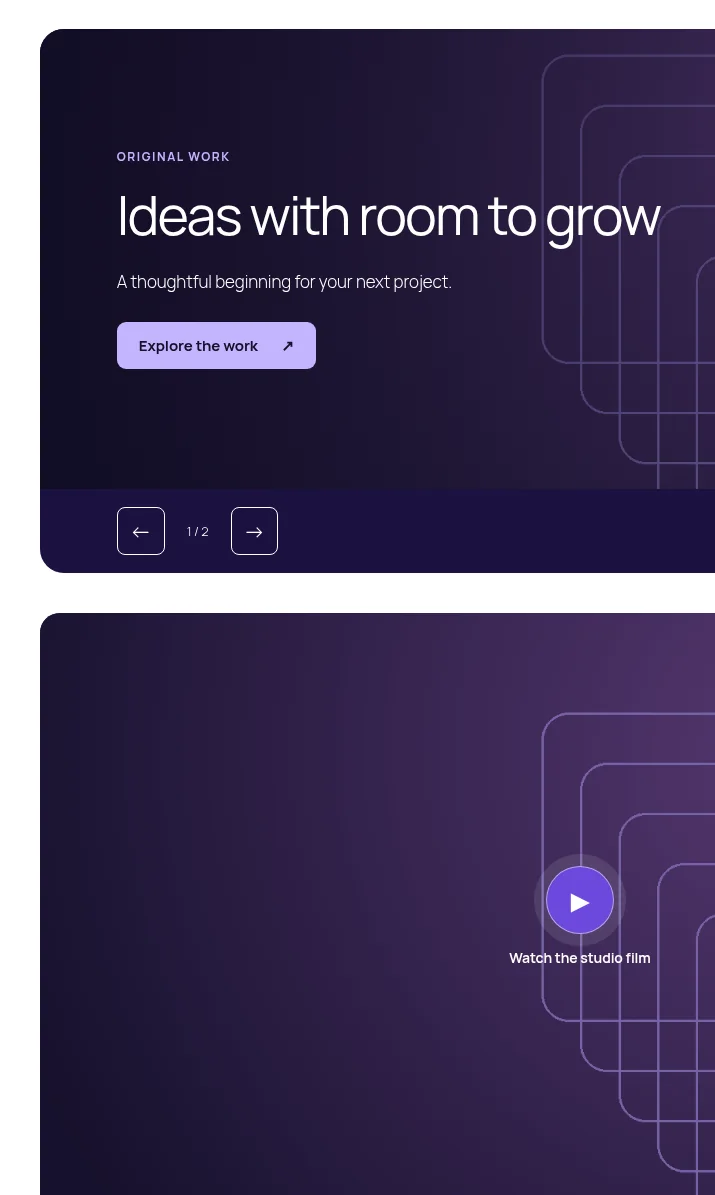 ORIGINAL WORK
Ideas with room to grow
A thoughtful beginning for your next project.
Explore the work ↗
← 1 / 2 →
Watch the studio film